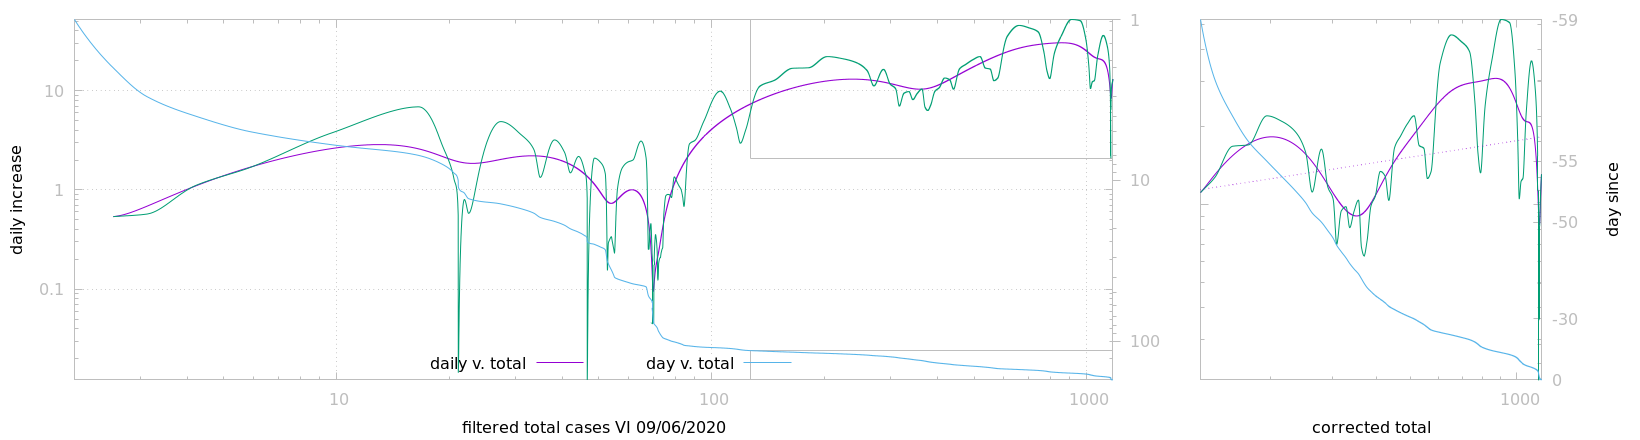 daily increase
10
1
0.1
daily v. total
day v. total
1
10
100
10
100
1000
filtered total cases VI 09/06/2020
-59
-55
-50
-30
0
day since
1000
corrected total